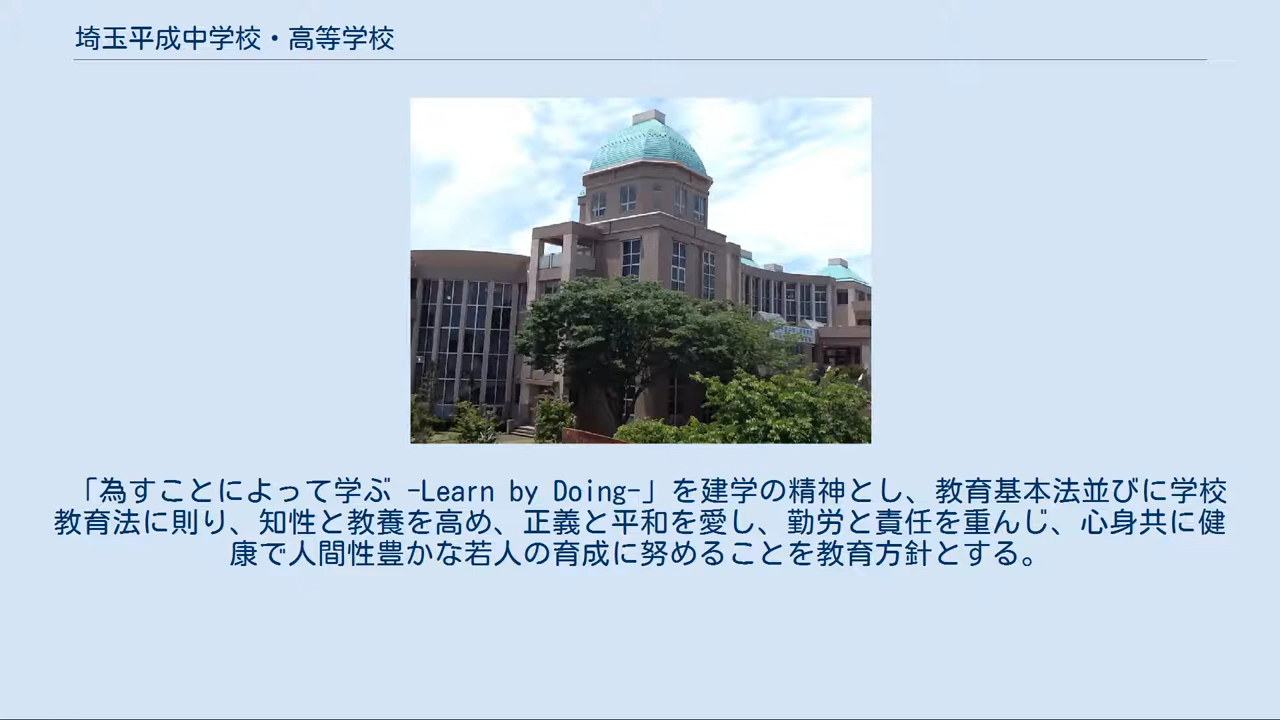 埼玉平成中学校・高等学校
「為すことによって学ぶ -Learn by Doing-」を建学の精神とし、教育基本法並びに学校
教育法に則り、知性と教養を高め、正義と平和を愛し、勤労と責任を重んじ、心身共に健
康で人間性豊かな若人の育成に努めることを教育方針とする。